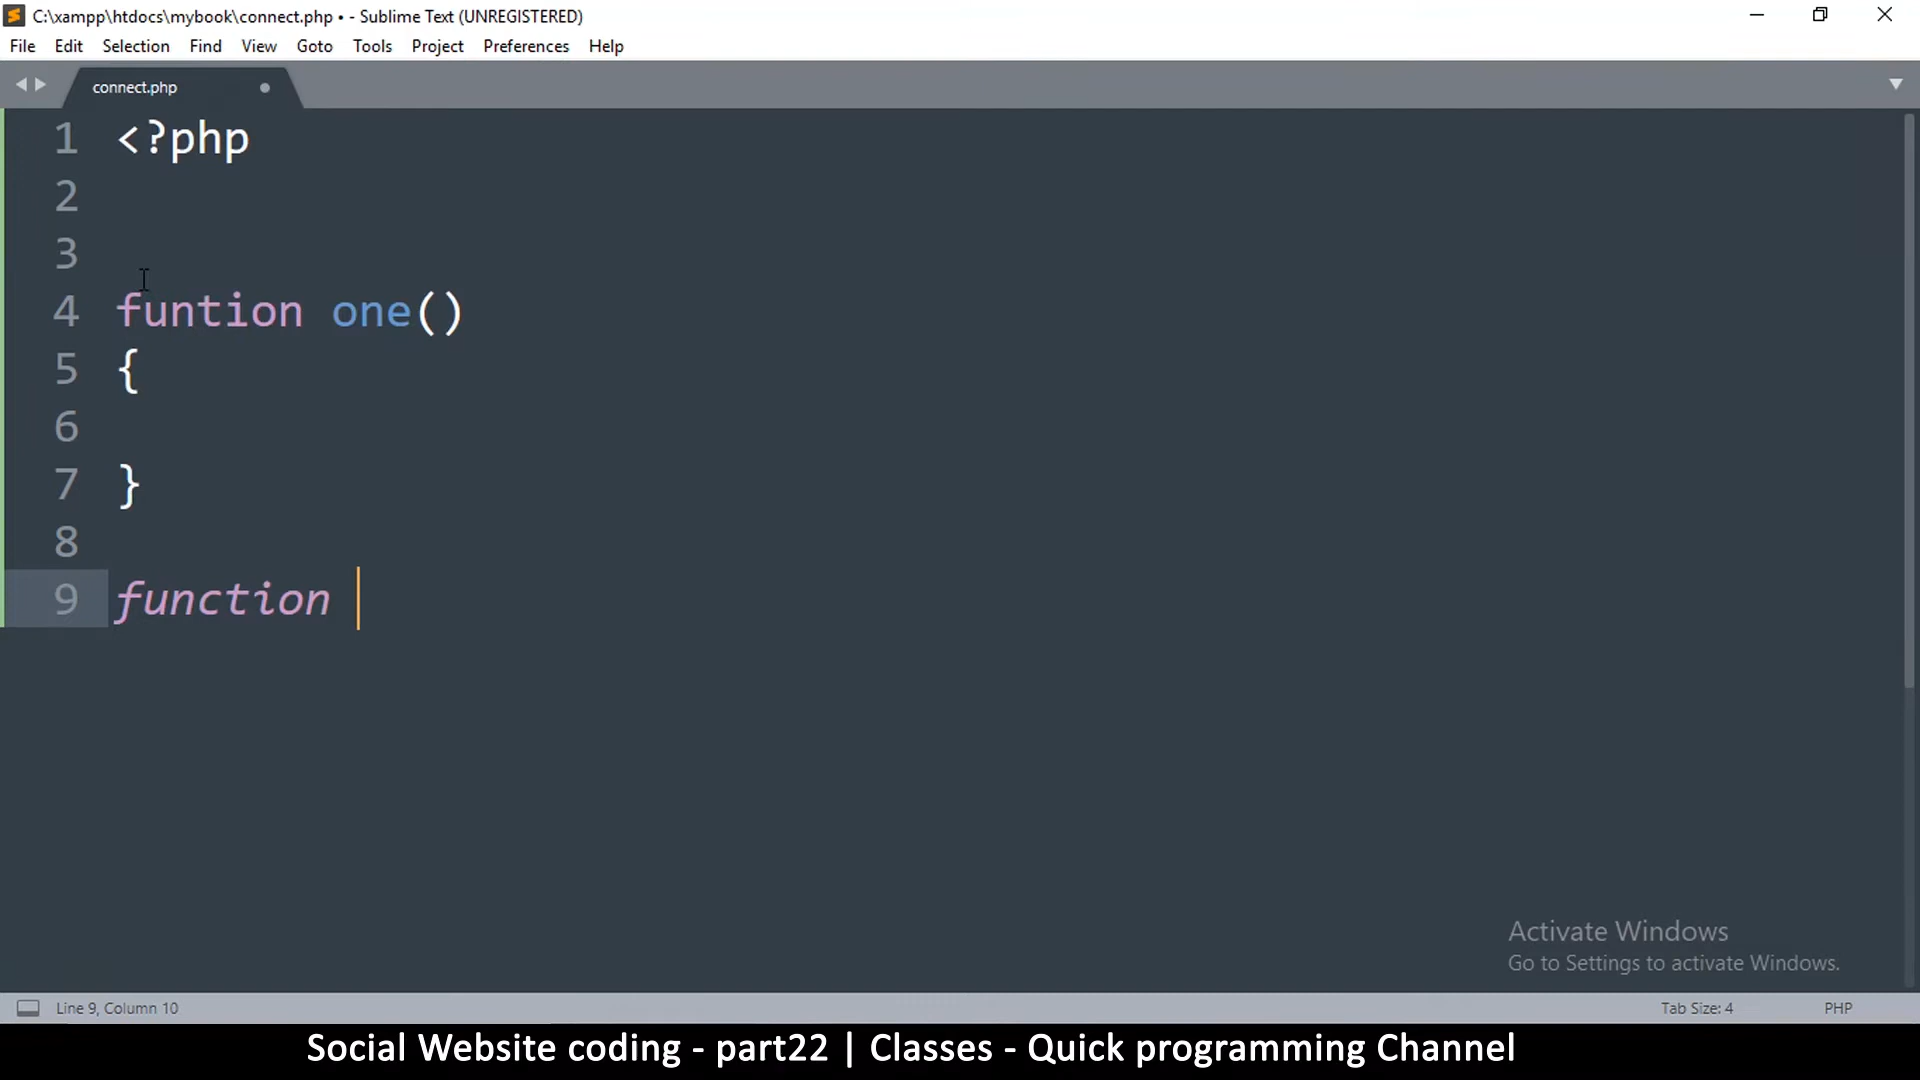 C:\xampp\htdocs\mybook\connect.php • - Sublime Text (UNREGISTERED)
File Edit Selection Find View Goto Tools Project Preferences Help
connect.php
1 <?php
2
3
4 funtion one()
5 {
6
7 }
8
9 function
Activate Windows
Go to Settings to activate Windows.
Line 9, Column 10 Tab Size: 4 PHP
Social Website coding - part22 | Classes - Quick programming Channel